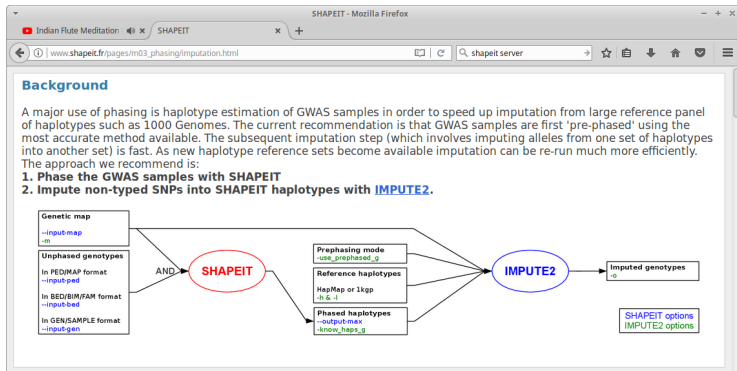 SHAPEIT - Mozilla Firefox
Indian Flute Meditation
SHAPEIT
www.shapeit.fr/pages/m03_phasing/imputation.html
shapeit server
Background
A major use of phasing is haplotype estimation of GWAS samples in order to speed up imputation from large reference panel
of haplotypes such as 1000 Genomes. The current recommendation is that GWAS samples are first 'pre-phased' using the
most accurate method available. The subsequent imputation step (which involves imputing alleles from one set of haplotypes
into another set) is fast. As new haplotype reference sets become available imputation can be re-run much more efficiently.
The approach we recommend is:
1. Phase the GWAS samples with SHAPEIT
2. Impute non-typed SNPs into SHAPEIT haplotypes with IMPUTE2.
Genetic map
--input-map
-m
Unphased genotypes
In PED/MAP format
--input-ped
In BED/BIM/FAM format
--input-bed
In GEN/SAMPLE format
--input-gen
AND
SHAPEIT
Prephasing mode
-use_prephased_g
Reference haplotypes
HapMap or 1kgp
-h & -l
Phased haplotypes
--output-max
-know_haps_g
IMPUTE2
Imputed genotypes
-o
SHAPEIT options
IMPUTE2 options